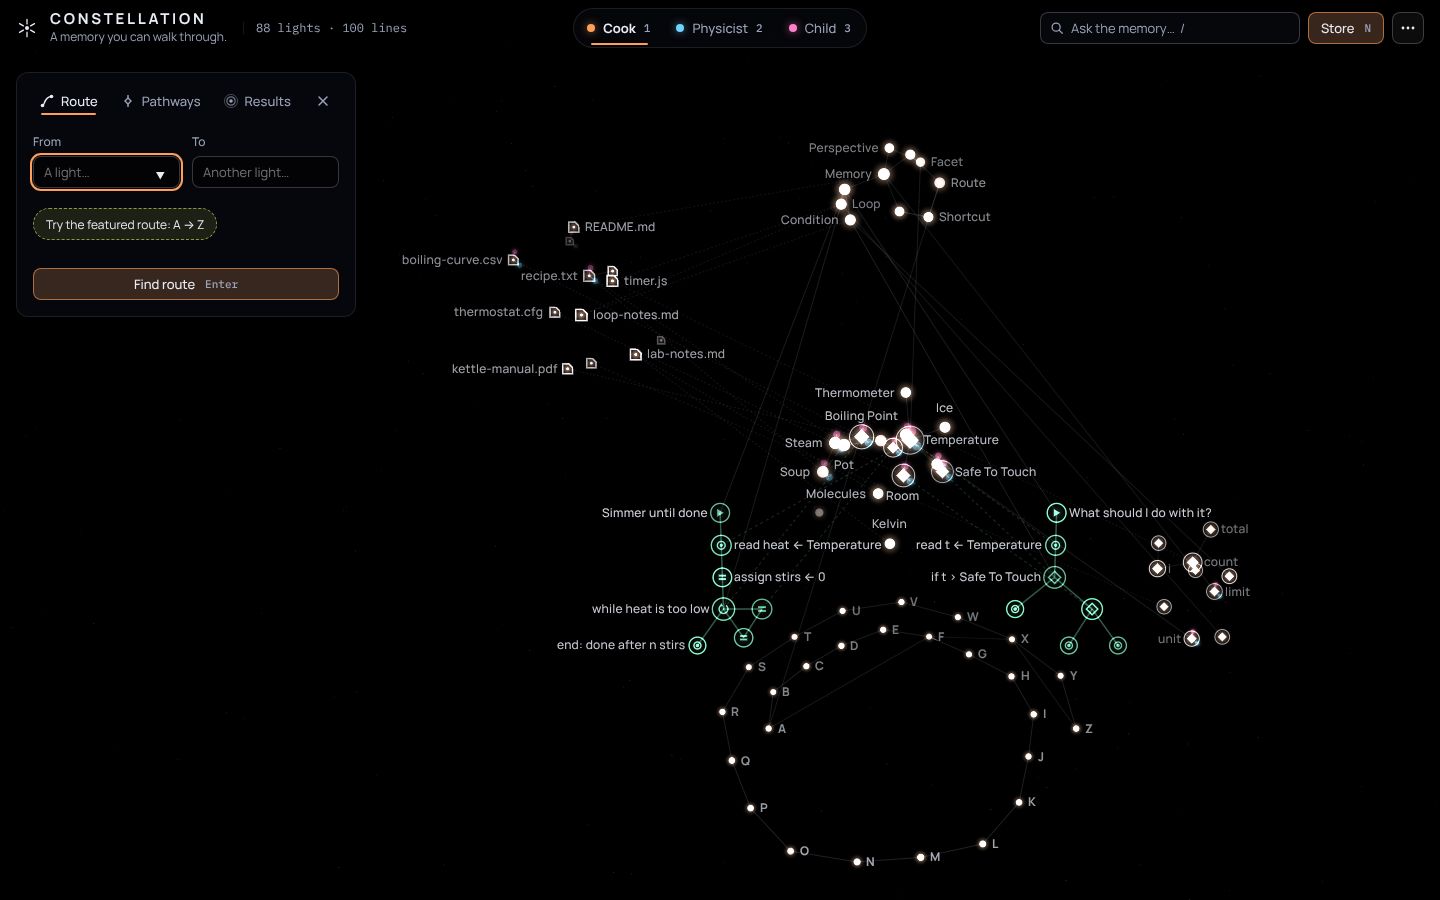 CONSTELLATION
A memory you can walk through.
88 lights · 100 lines
Cook 1
Physicist 2
Child 3
Ask the memory... /
Store N
Route
Pathways
Results
From
To
A light...
Another light...
Try the featured route: A → Z
Find route Enter
Perspective
Facet
Memory
Route
Loop
Condition
Shortcut
README.md
boiling-curve.csv
recipe.txt
timer.js
thermostat.cfg
loop-notes.md
lab-notes.md
kettle-manual.pdf
Thermometer
Ice
Boiling Point
Steam
Temperature
Pot
Soup
Safe To Touch
Molecules
Room
Kelvin
Simmer until done
What should I do with it?
total
read heat ← Temperature
read t ← Temperature
count
i
assign stirs ← 0
if t > Safe To Touch
limit
while heat is too low
unit
end: done after n stirs
U
V
W
T
E
F
X
D
G
S
C
H
Y
B
R
I
A
Z
Q
J
P
K
O
N
M
L